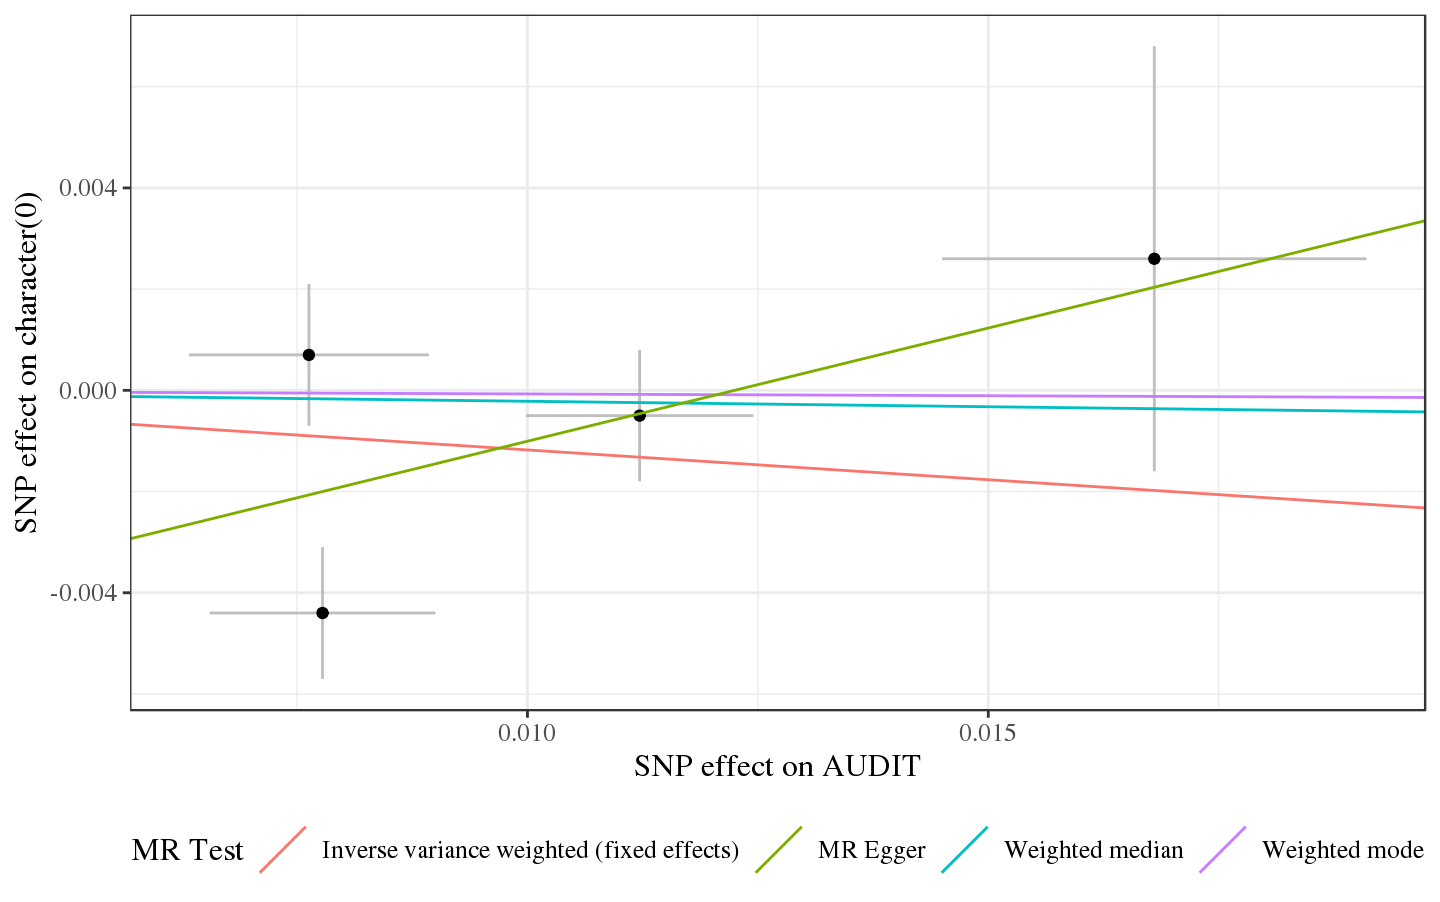 SNP effect on character(0)
0.004
0.000
-0.004
0.010
0.015
SNP effect on AUDIT
MR Test
Inverse variance weighted (fixed effects)
MR Egger
Weighted median
Weighted mode